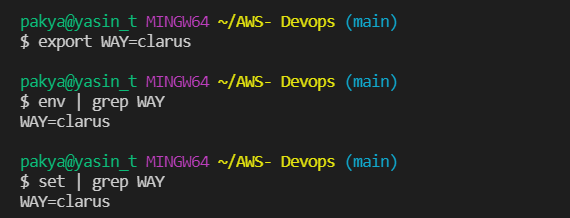 pakya@yasin_t MINGW64 ~/AWS- Devops (main)
$ export WAY=clarus
pakya@yasin_t MINGW64 ~/AWS- Devops (main)
$ env | grep WAY
WAY=clarus
pakya@yasin_t MINGW64 ~/AWS- Devops (main)
$ set | grep WAY
WAY=clarus